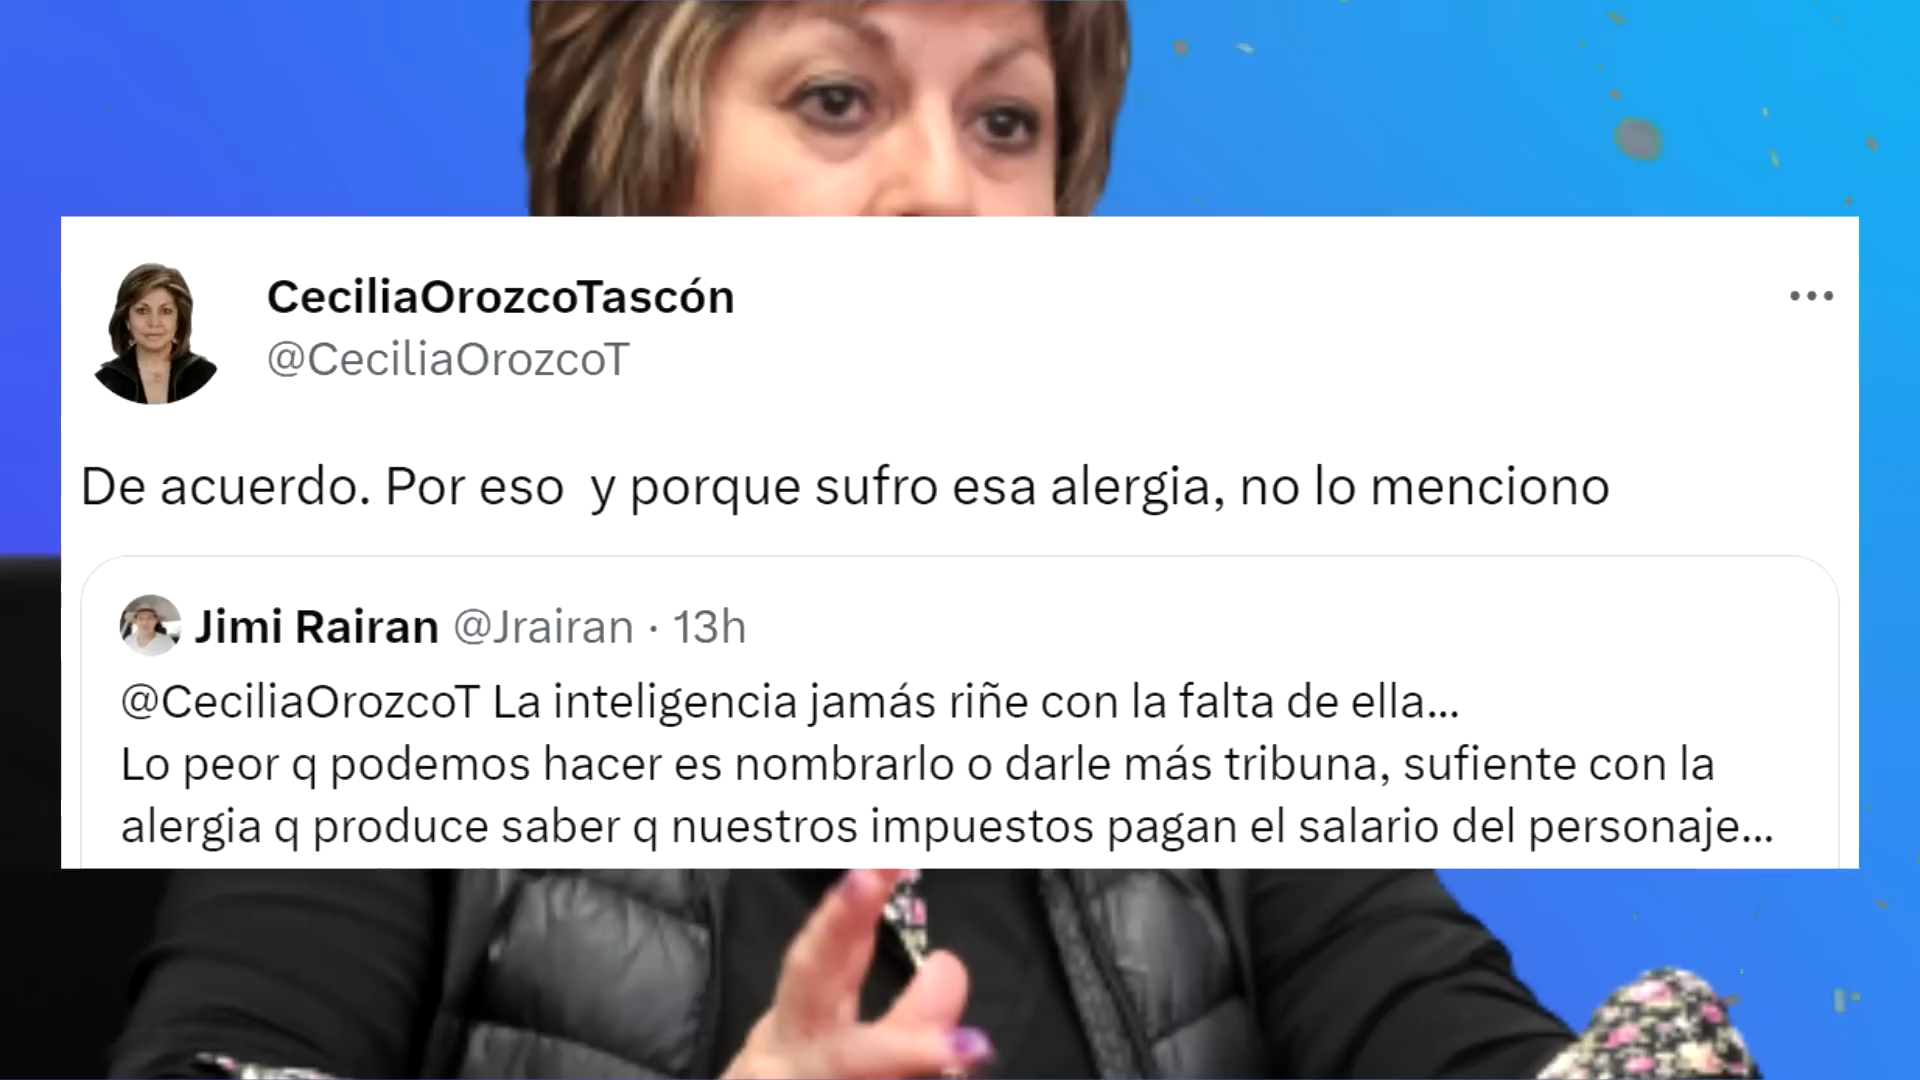 CeciliaOrozcoTascón
@CeciliaOrozcoT
De acuerdo. Por eso  y porque sufro esa alergia, no lo menciono
Jimi Rairan @Jrairan · 13h
@CeciliaOrozcoT La inteligencia jamás riñe con la falta de ella...
Lo peor q podemos hacer es nombrarlo o darle más tribuna, sufiente con la
alergia q produce saber q nuestros impuestos pagan el salario del personaje...